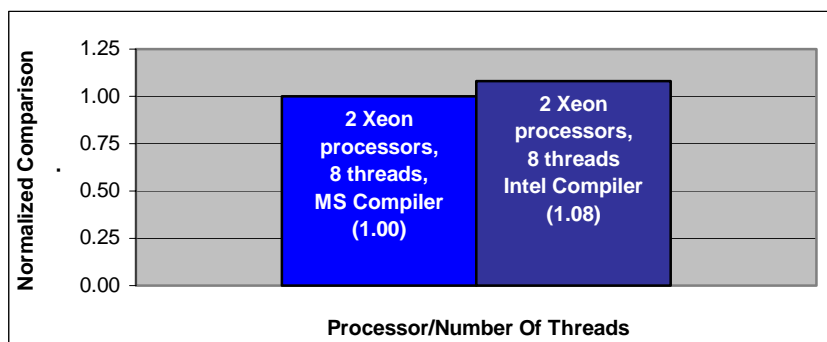 Normalized Comparison
1.25
1.00
0.75
0.50
0.25
0.00
2 Xeon
processors,
8 threads,
MS Compiler
(1.00)
2 Xeon
processors,
8 threads
Intel Compiler
(1.08)
Processor/Number Of Threads